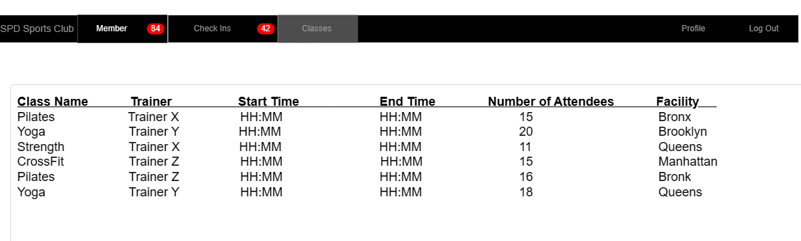 SPD Sports Club Member 84 Check Ins 42 Classes Profile Log Out
Class Name Trainer Start Time End Time Number of Attendees Facility
Pilates Trainer X HH:MM HH:MM 15 Bronx
Yoga Trainer Y HH:MM HH:MM 20 Brooklyn
Strength Trainer X HH:MM HH:MM 11 Queens
CrossFit Trainer Z HH:MM HH:MM 15 Manhattan
Pilates Trainer Z HH:MM HH:MM 16 Bronk
Yoga Trainer Y HH:MM HH:MM 18 Queens